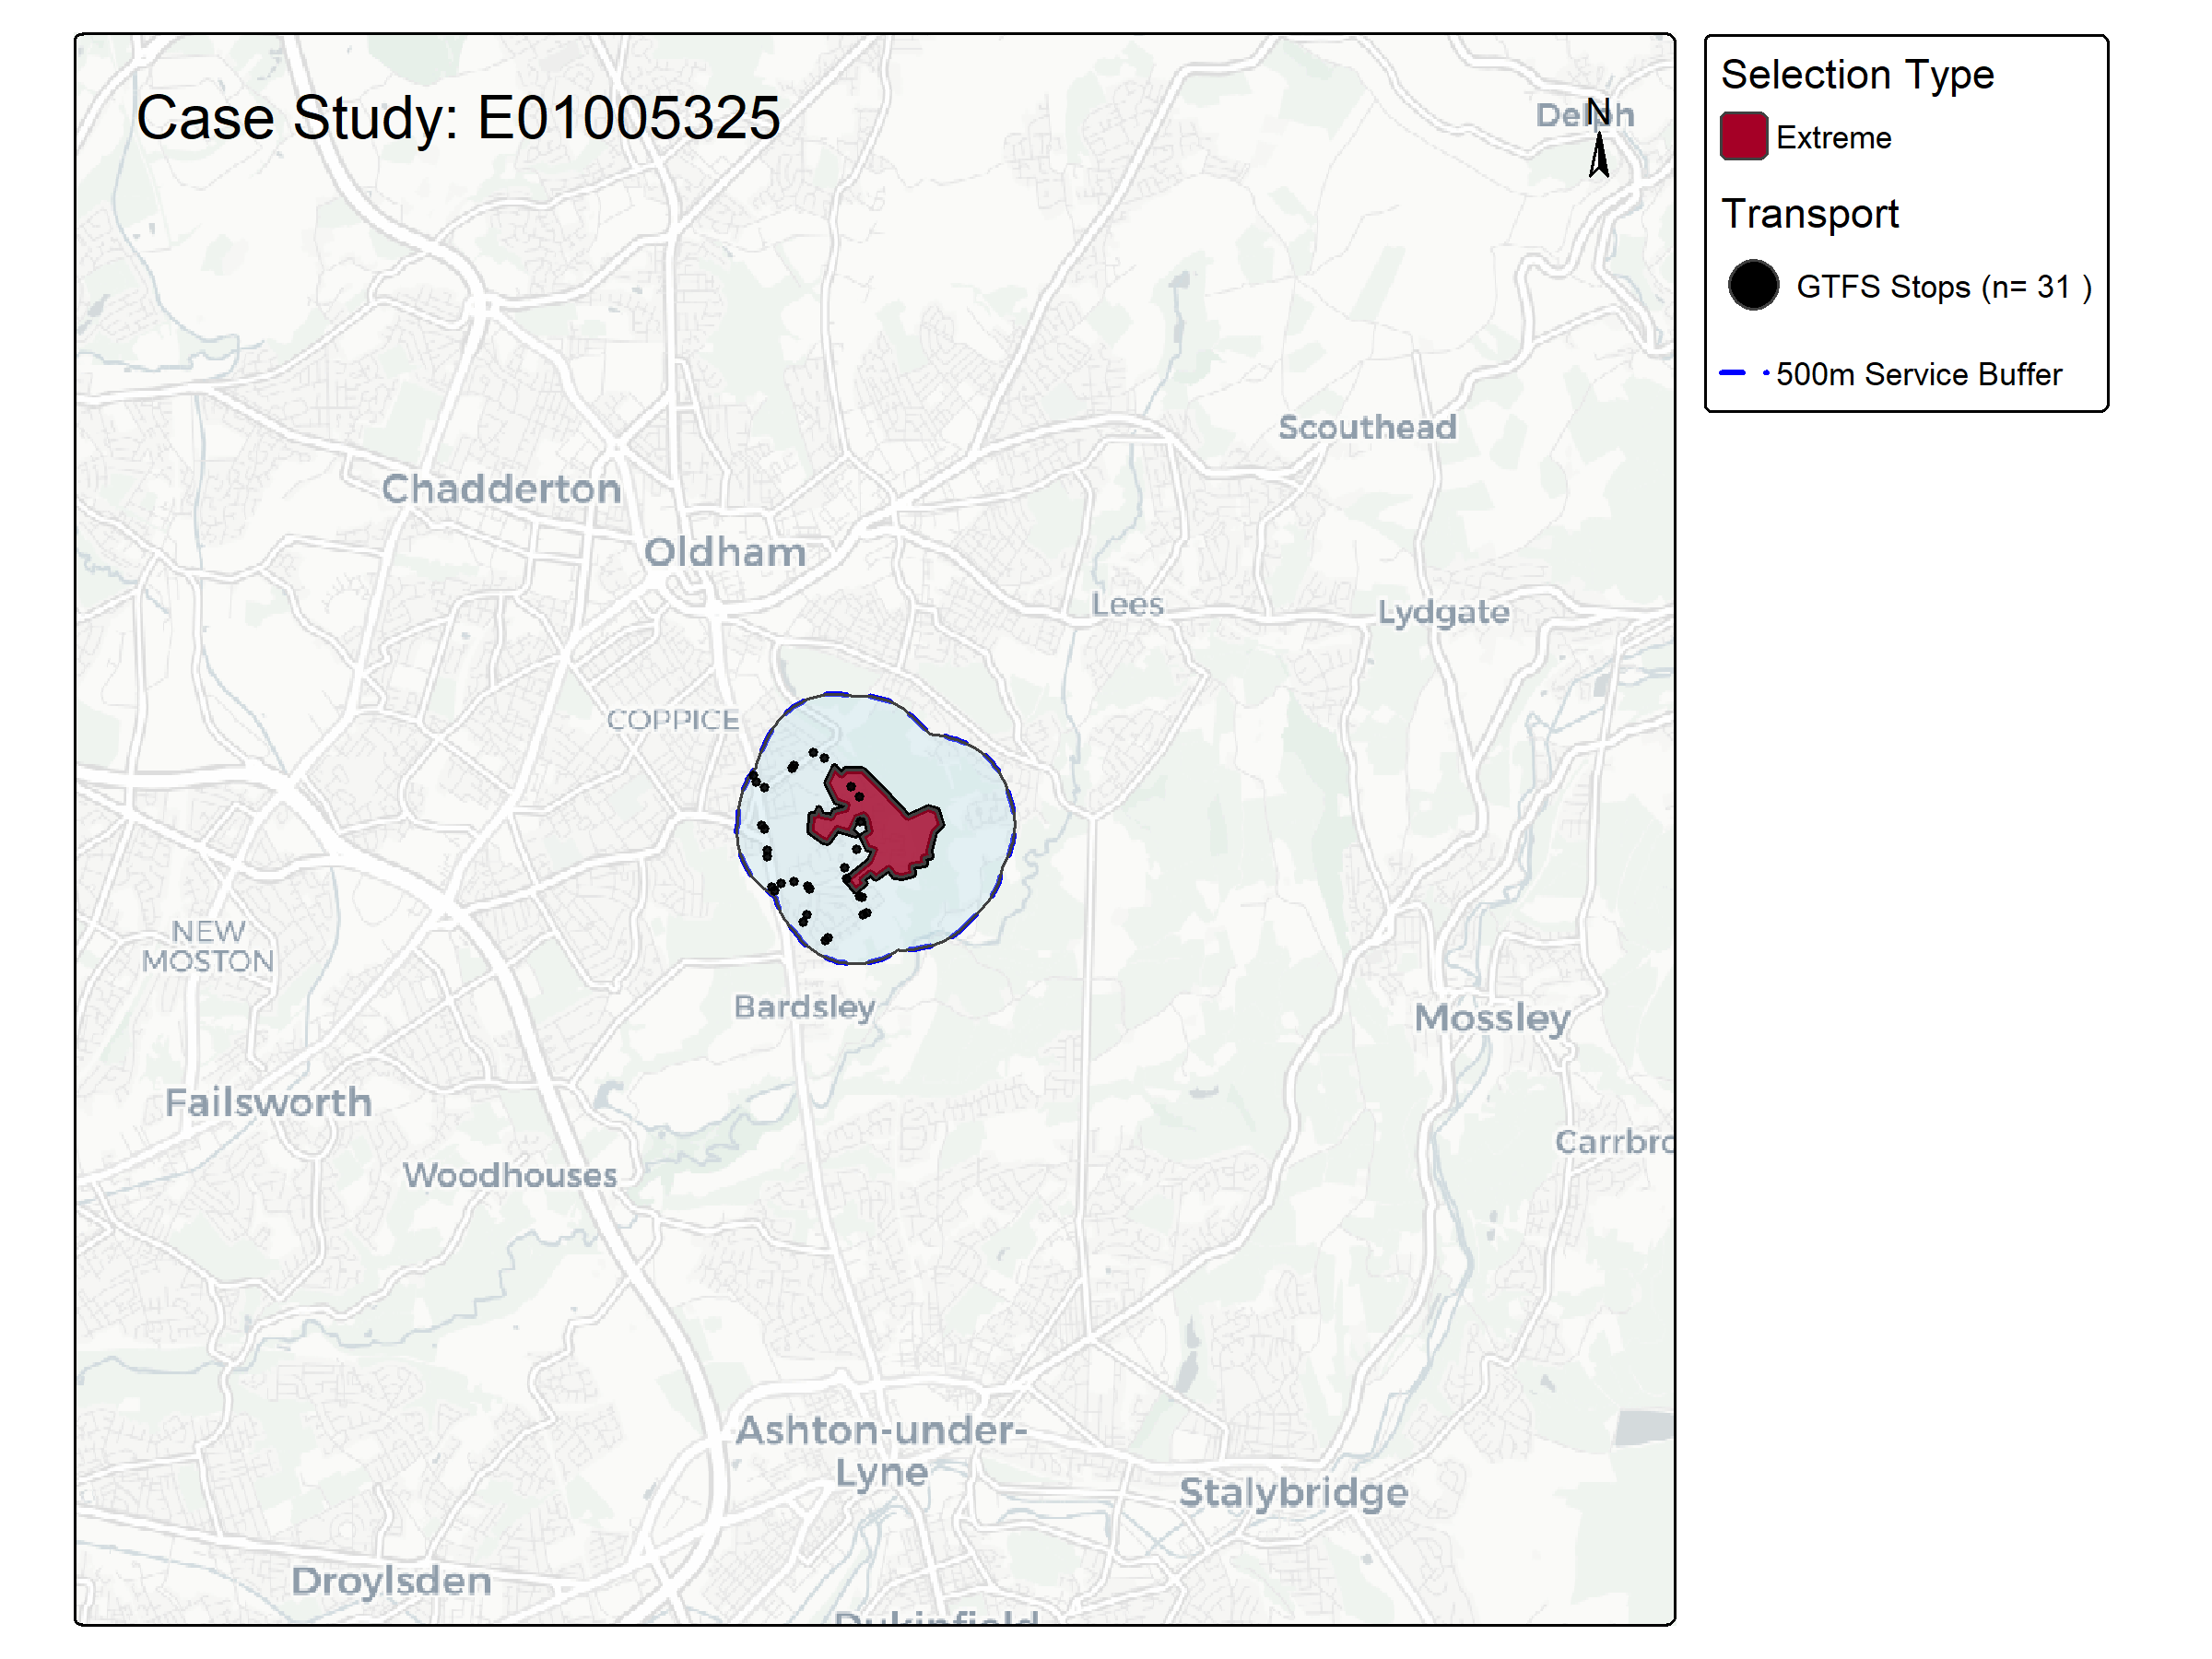 Case Study: E01005325
N
Delph
Selection Type
Extreme
Transport
GTFS Stops (n= 31 )
500m Service Buffer
Scouthead
Chadderton
Oldham
Lees
Lydgate
COPPICE
NEW
MOSTON
Bardsley
Mossley
Failsworth
Carrbro
Woodhouses
Ashton-under-
Lyne
Stalybridge
Droylsden
Dukinfield